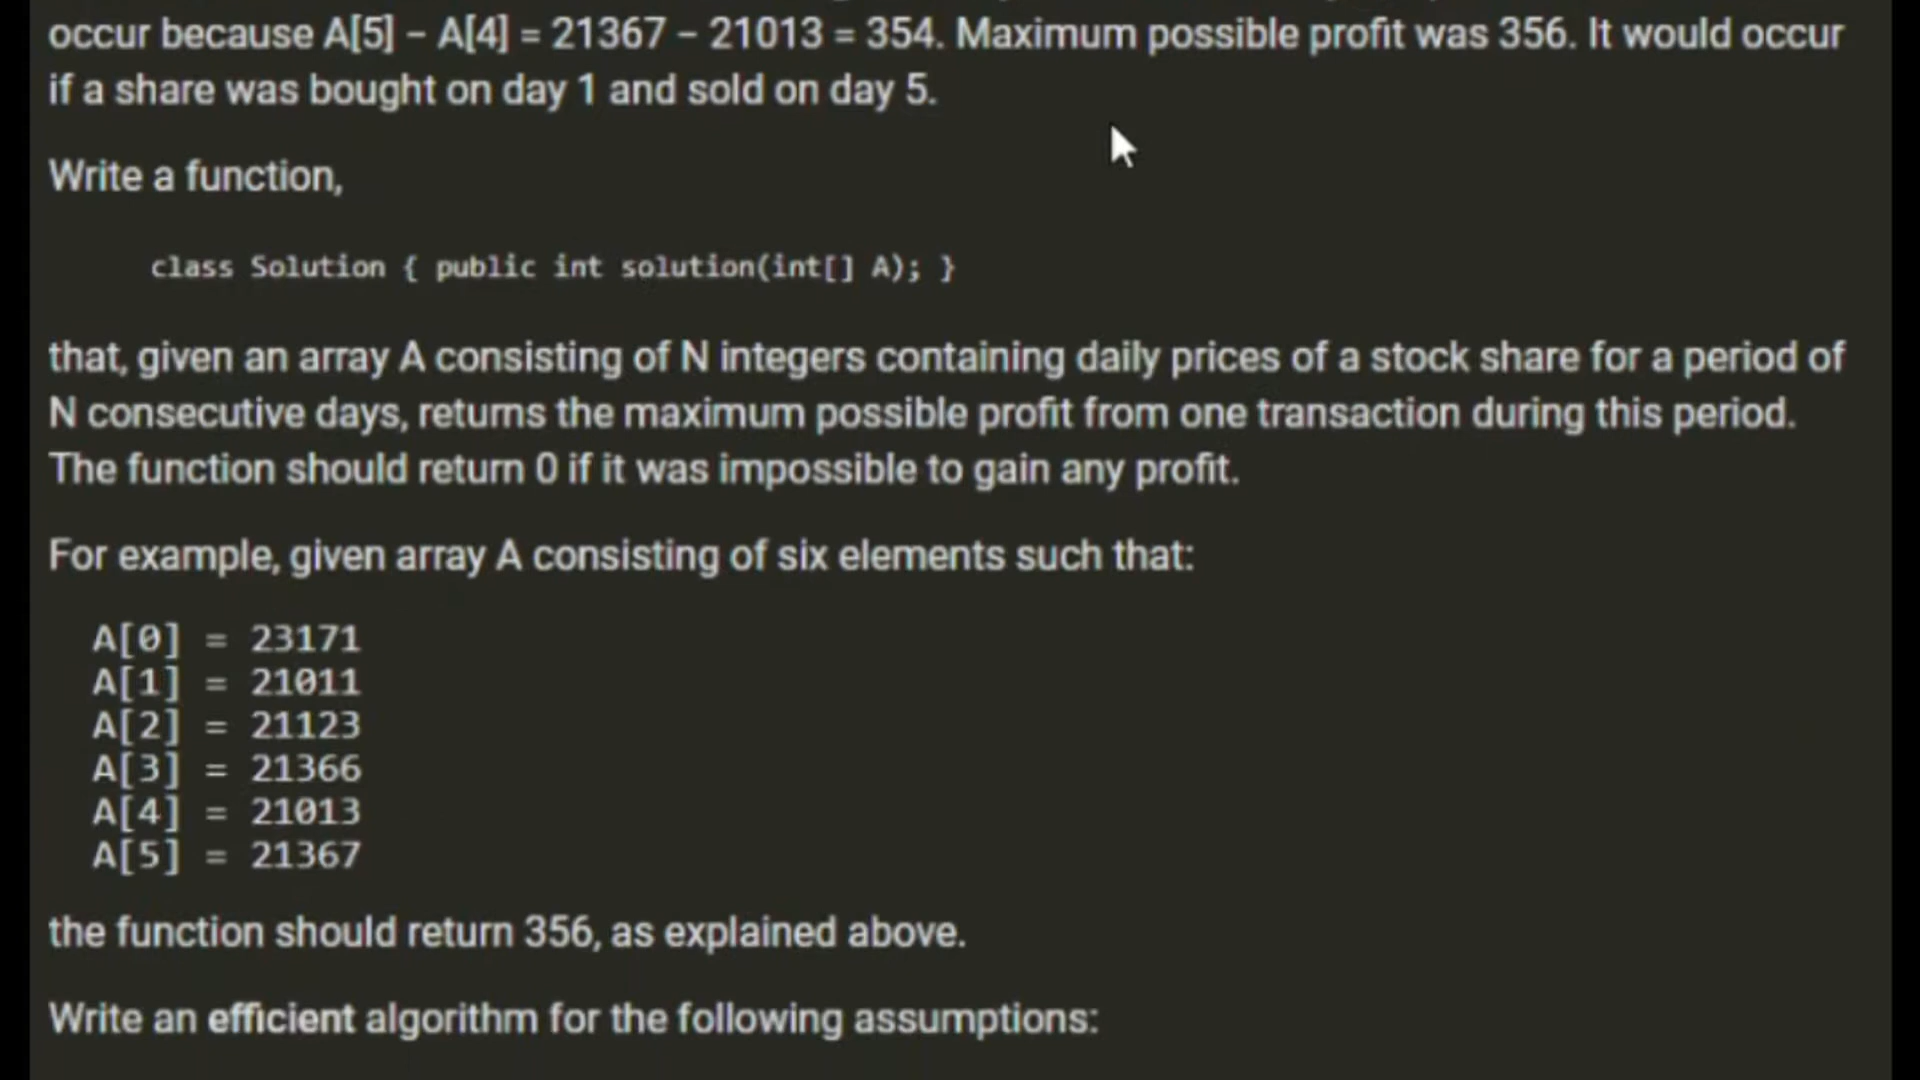 occur because A[5] − A[4] = 21367 − 21013 = 354. Maximum possible profit was 356. It would occur
if a share was bought on day 1 and sold on day 5.
Write a function,
class Solution { public int solution(int[] A); }
that, given an array A consisting of N integers containing daily prices of a stock share for a period of
N consecutive days, returns the maximum possible profit from one transaction during this period.
The function should return 0 if it was impossible to gain any profit.
For example, given array A consisting of six elements such that:
A[0] = 23171
A[1] = 21011
A[2] = 21123
A[3] = 21366
A[4] = 21013
A[5] = 21367
the function should return 356, as explained above.
Write an efficient algorithm for the following assumptions: